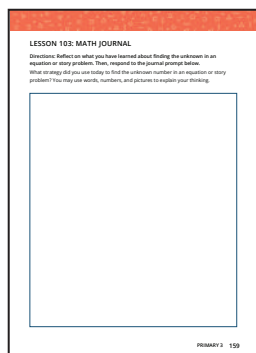 LESSON 103: MATH JOURNAL
Directions: Reflect on what you have learned about finding the unknown in an
equation or story problem. Then, respond to the journal prompt below.
What strategy did you use today to find the unknown number in an equation or story
problem? You may use words, numbers, and pictures to explain your thinking.
PRIMARY 3 159